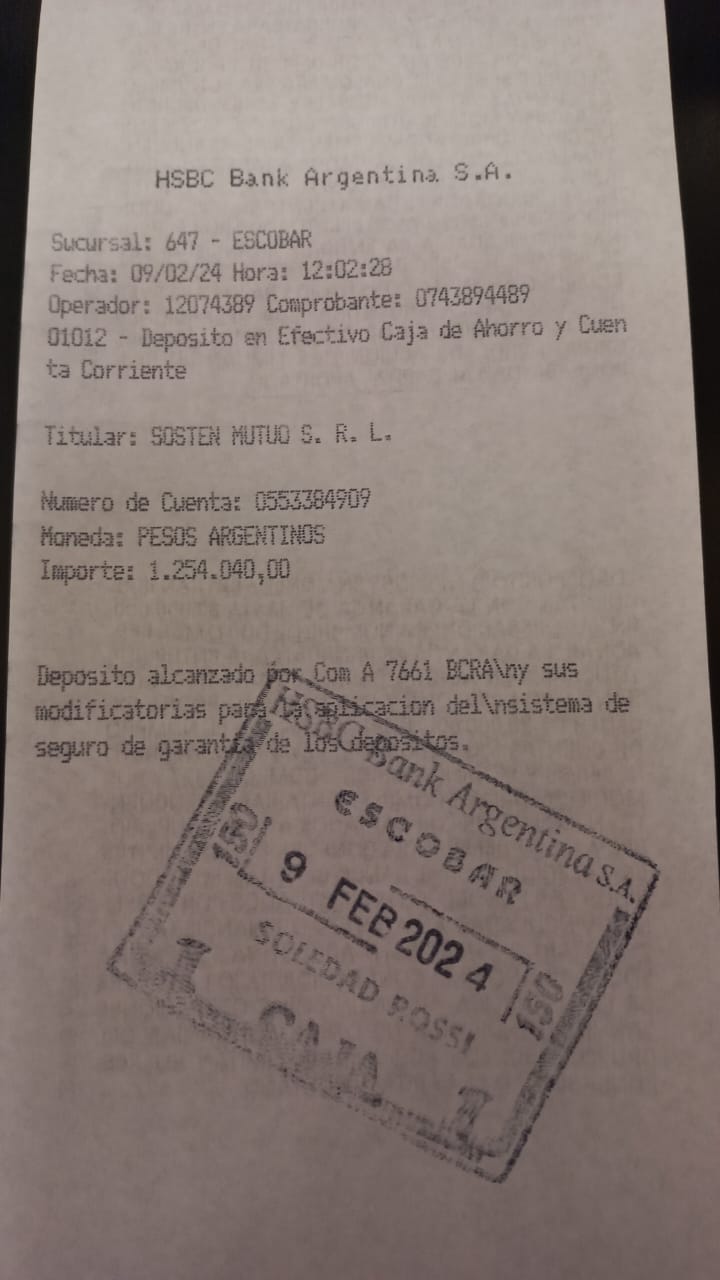 HSBC Bank Argentina S.A.
Sucursal: 647 - ESCOBAR
Fecha: 09/02/24 Hora: 12:02:28
Operador: 12074389 Comprobante: 0743894489
01012 - Deposito en Efectivo Caja de Ahorro y Cuen
ta Corriente
Titular: SOSTEN MUTUO S. R. L.
Numero de Cuenta: 0553384909
Moneda: PESOS ARGENTINOS
Importe: 1.254.040,00
Deposito alcanzado por Com A 7661 BCRA\ny sus
modificatorias para la aplicacion del\nsistema de
seguro de garantia de los depositos.
HSBC Bank Argentina S.A.
ESCOBAR
150
9 FEB 2024
150
SOLEDAD ROSSI
CAJA